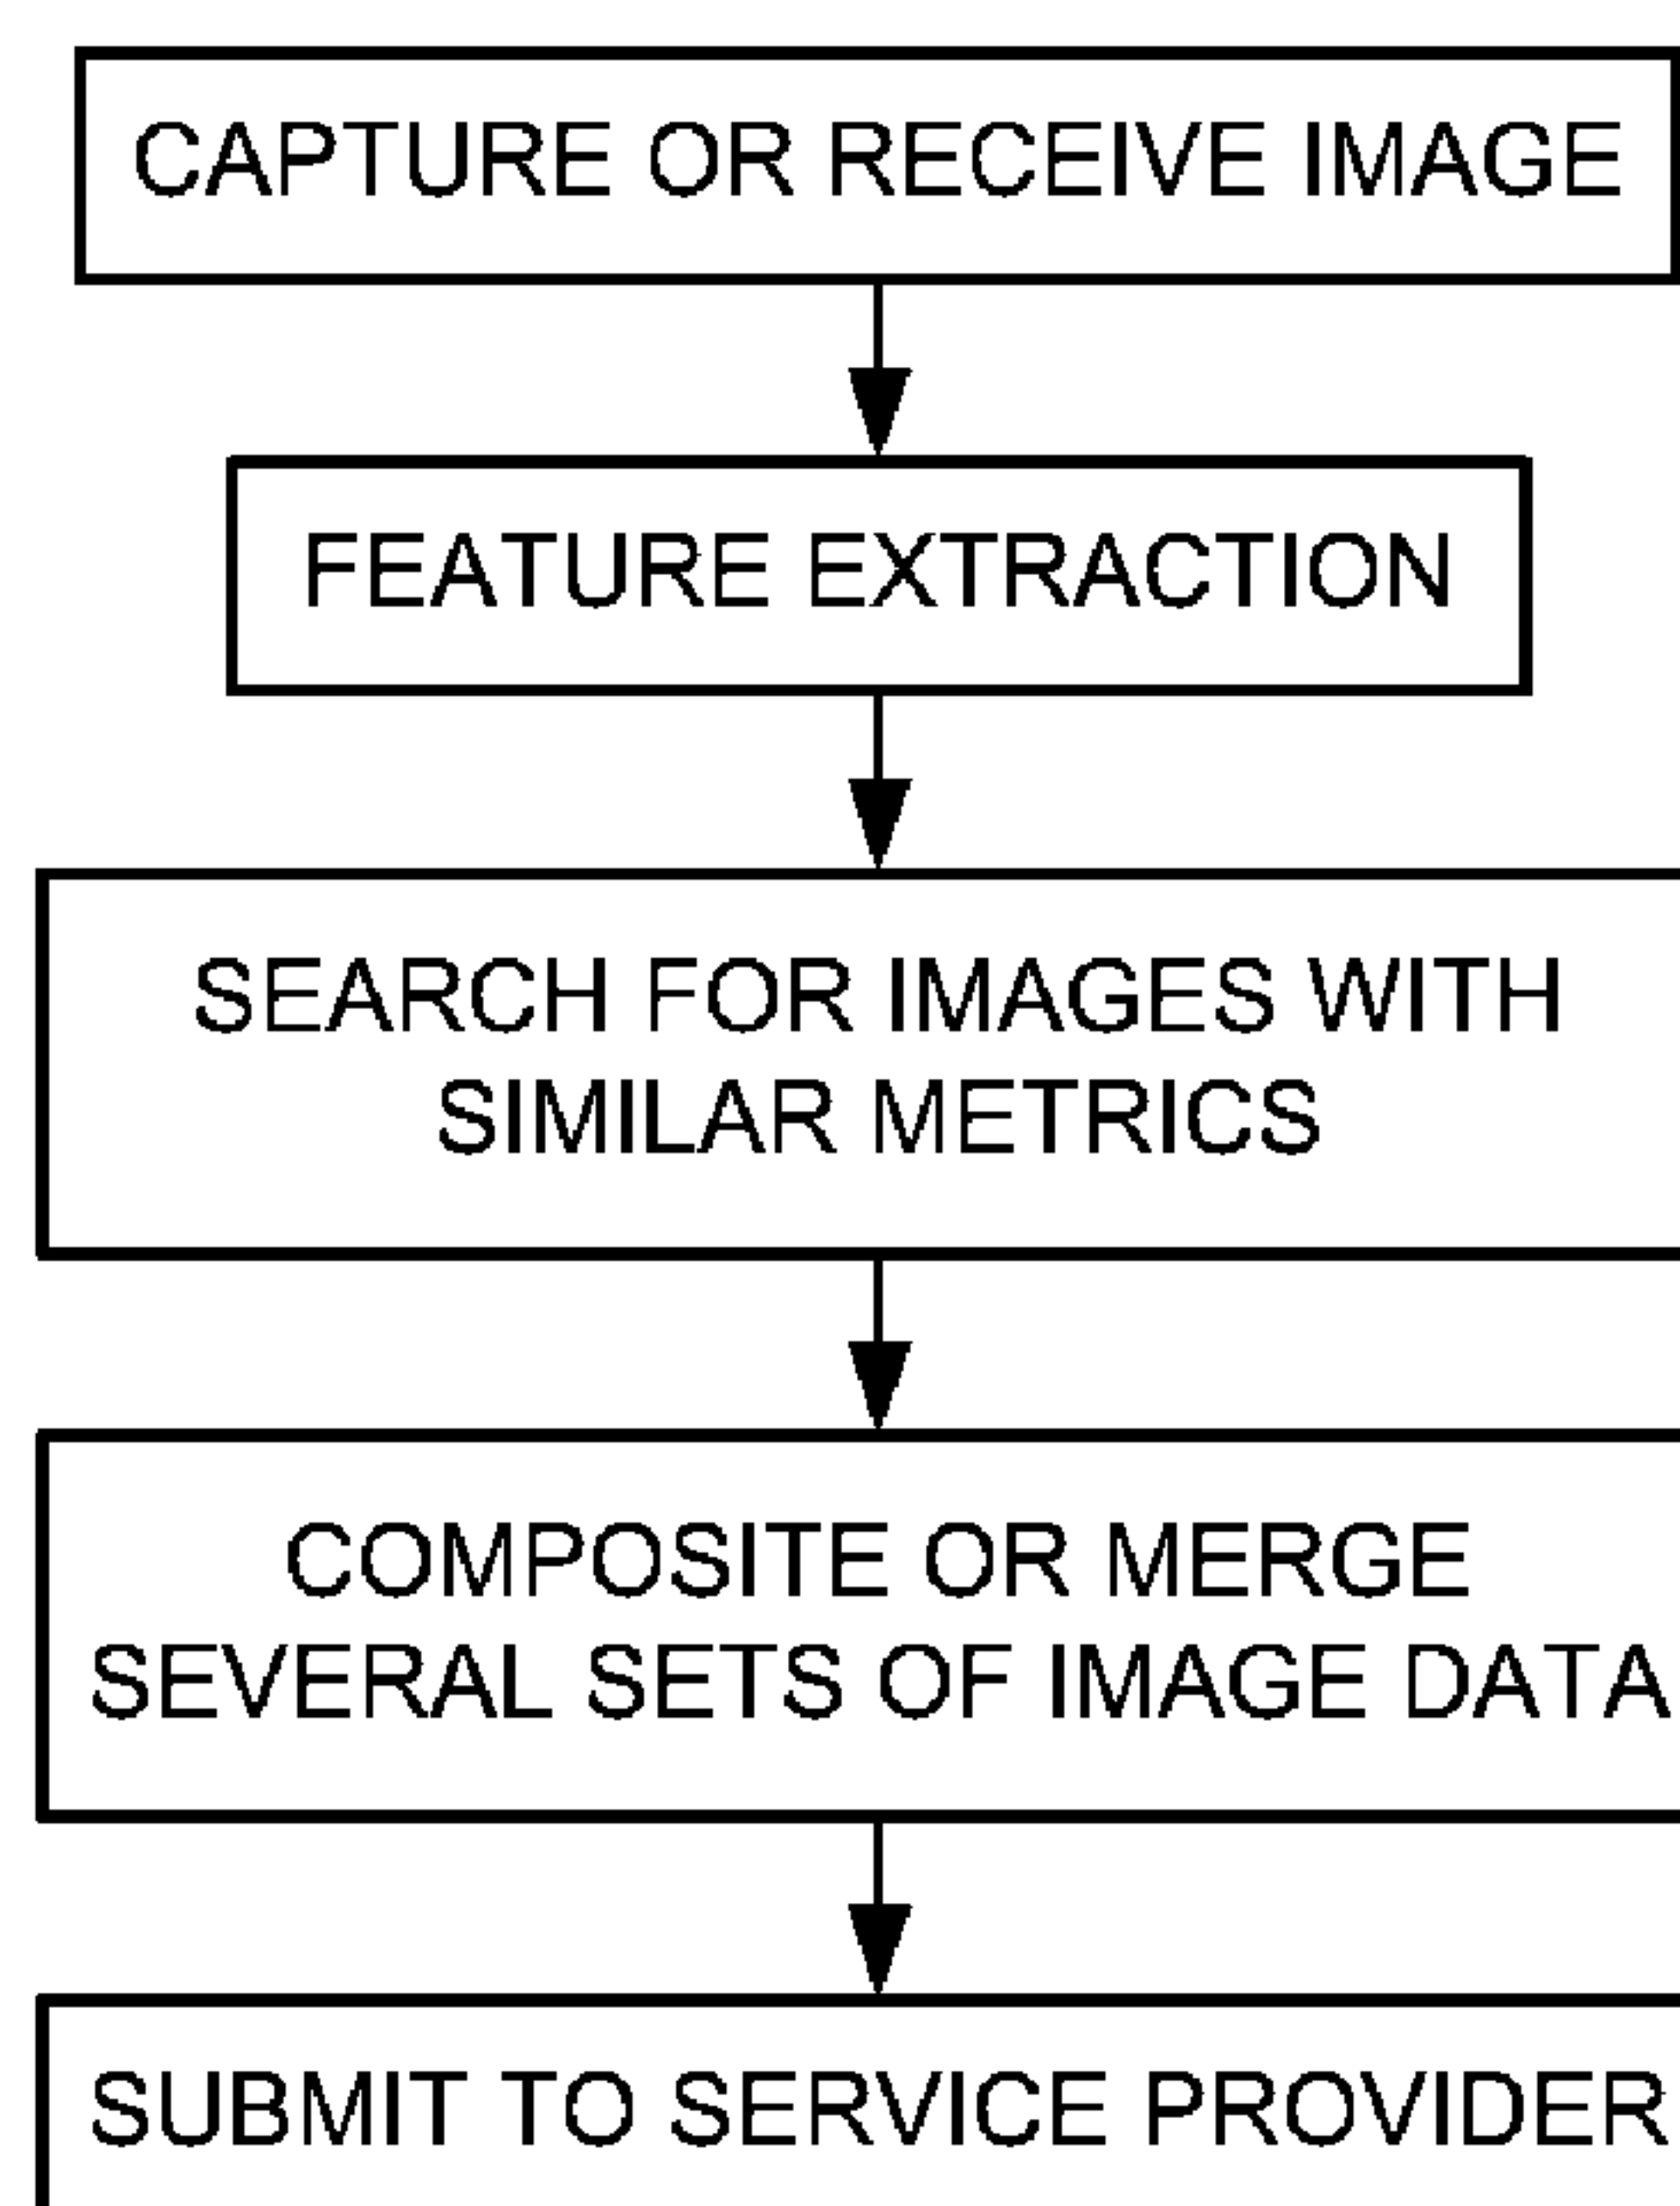 CAPTURE OR RECEIVE IMAGE
FEATURE EXTRACTION
SEARCH FOR IMAGES WITH
SIMILAR METRICS
COMPOSITE OR MERGE
SEVERAL SETS OF IMAGE DATA
SUBMIT TO SERVICE PROVIDER